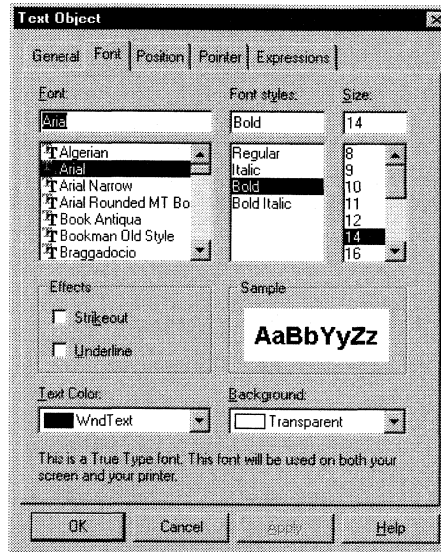 Text Object
General Font Position Pointer Expressions
Font: Font styles: Size:
Arial Bold 14
Algerian Regular 8
Arial Italic 9
Arial Narrow Bold 10
Arial Rounded MT Bo Bold Italic 11
Book Antiqua 12
Bookman Old Style 14
Braggadocio 16
Effects Sample
Strikeout
AaBbYyZz
Underline
Text Color: Background:
WndText Transparent
This is a True Type font. This font will be used on both your
screen and your printer.
OK Cancel Apply Help